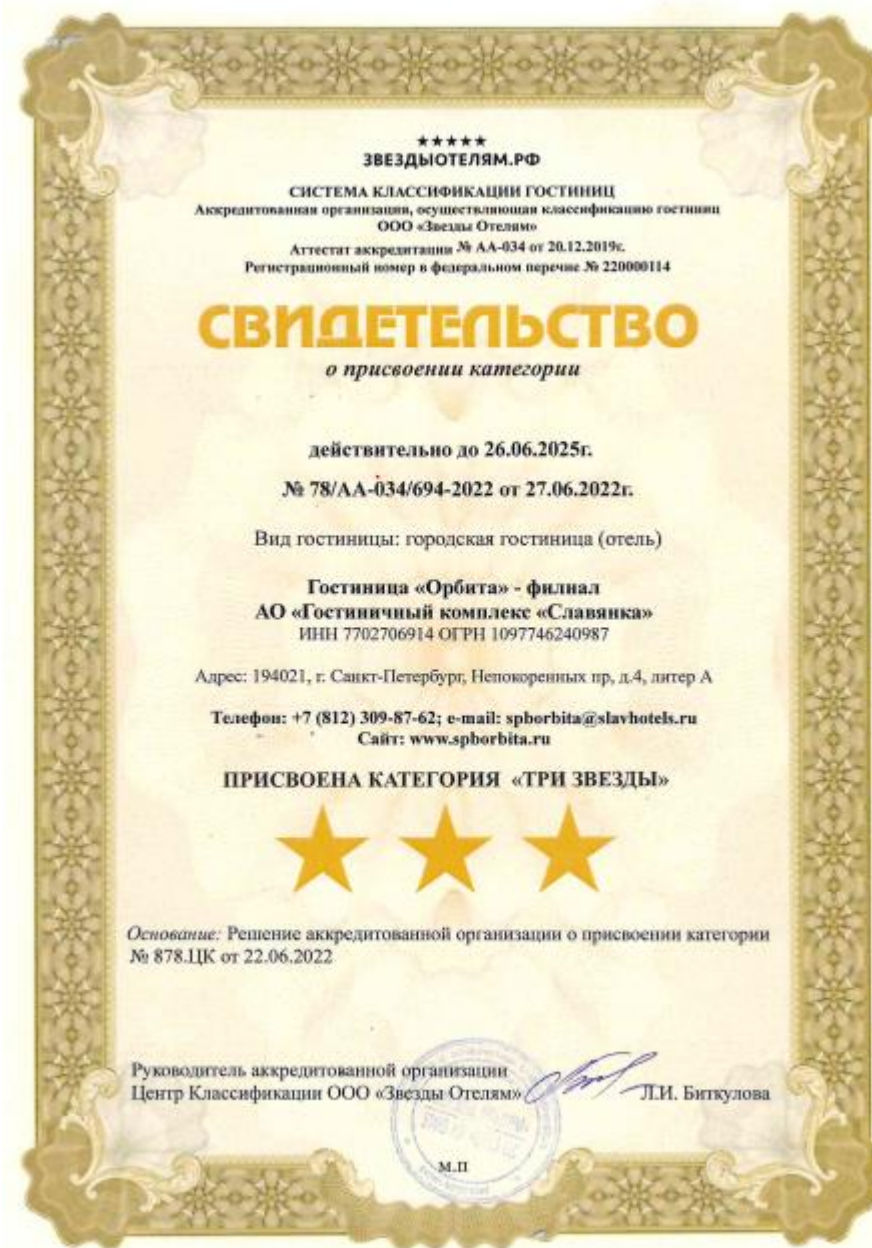 ЗВЕЗДЫОТЕЛЯМ.РФ
СИСТЕМА КЛАССИФИКАЦИИ ГОСТИНИЦ
Аккредитованная организация, осуществляющая классификацию гостиниц
ООО «Звезды Отелям»
Аттестат аккредитации № АА-034 от 20.12.2019г.
Регистрационный номер в федеральном перечне № 220000114
СВИДЕТЕЛЬСТВО
о присвоении категории
действительно до 26.06.2025г.
№ 78/АА-034/694-2022 от 27.06.2022г.
Вид гостиницы: городская гостиница (отель)
Гостиница «Орбита» - филиал
АО «Гостиничный комплекс «Славянка»
ИНН 7702706914 ОГРН 1097746240987
Адрес: 194021, г. Санкт-Петербург, Непокоренных пр, д.4, литер А
Телефон: +7 (812) 309-87-62; e-mail: spborbita@slavhotels.ru
Сайт: www.spborbita.ru
ПРИСВОЕНА КАТЕГОРИЯ «ТРИ ЗВЕЗДЫ»
Основание: Решение аккредитованной организации о присвоении категории
№ 878.ЦК от 22.06.2022
Руководитель аккредитованной организации
Центр Классификации ООО «Звезды Отелям»
Л.И. Биткулова
М.П